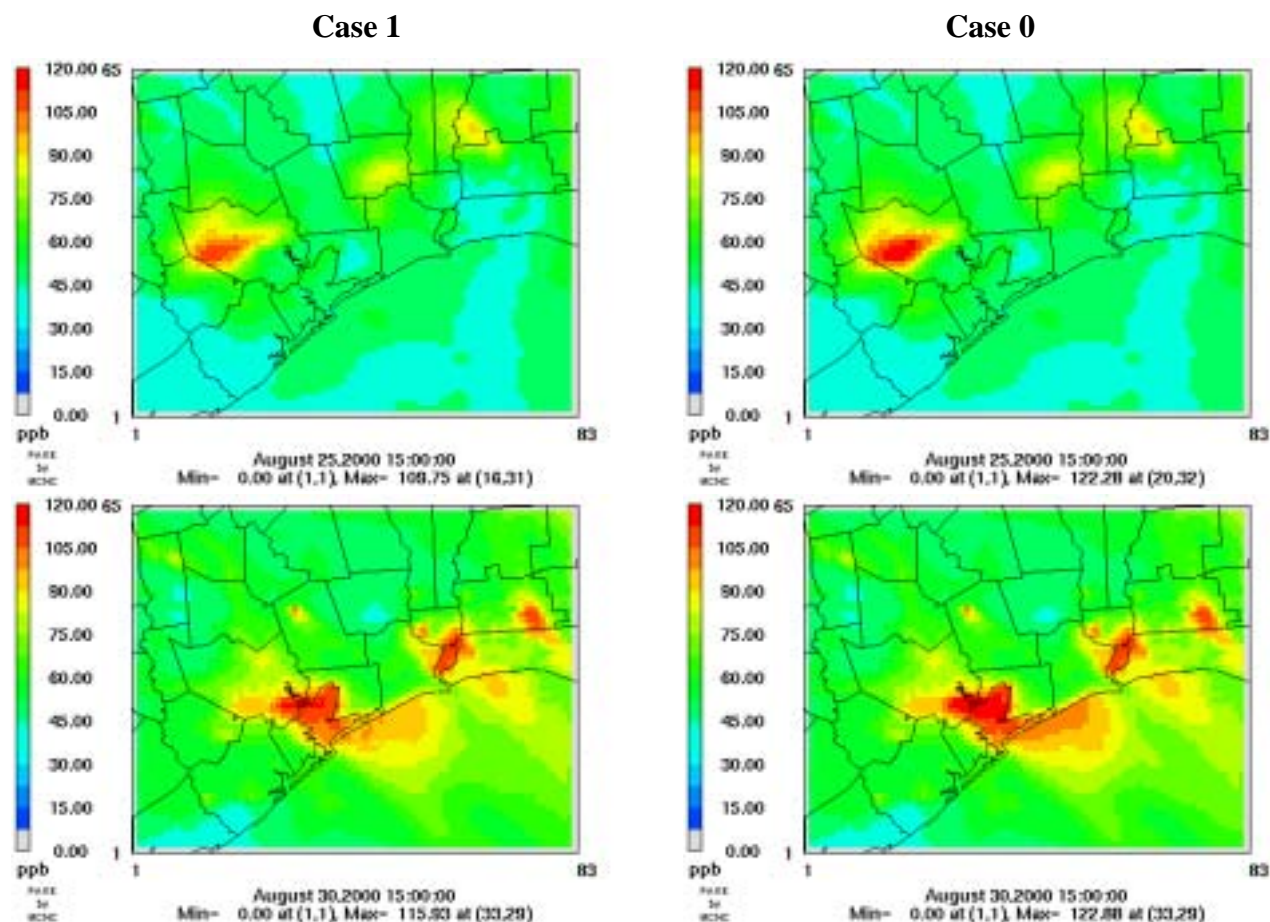 Case 1
Case 0
120.00 65
105.00
90.00
75.00
60.00
45.00
30.00
15.00
0.00 1
ppb
1 83
August 25,2000 15:00:00
Min= 0.00 at (1,1), Max= 109.75 at (16,31)
120.00 65
105.00
90.00
75.00
60.00
45.00
30.00
15.00
0.00 1
ppb
1 83
August 25,2000 15:00:00
Min= 0.00 at (1,1), Max= 122.28 at (20,32)
120.00 65
105.00
90.00
75.00
60.00
45.00
30.00
15.00
0.00 1
ppb
1 83
August 30,2000 15:00:00
Min= 0.00 at (1,1), Max= 115.93 at (33,29)
120.00 65
105.00
90.00
75.00
60.00
45.00
30.00
15.00
0.00 1
ppb
1 83
August 30,2000 15:00:00
Min= 0.00 at (1,1), Max= 122.88 at (33,29)